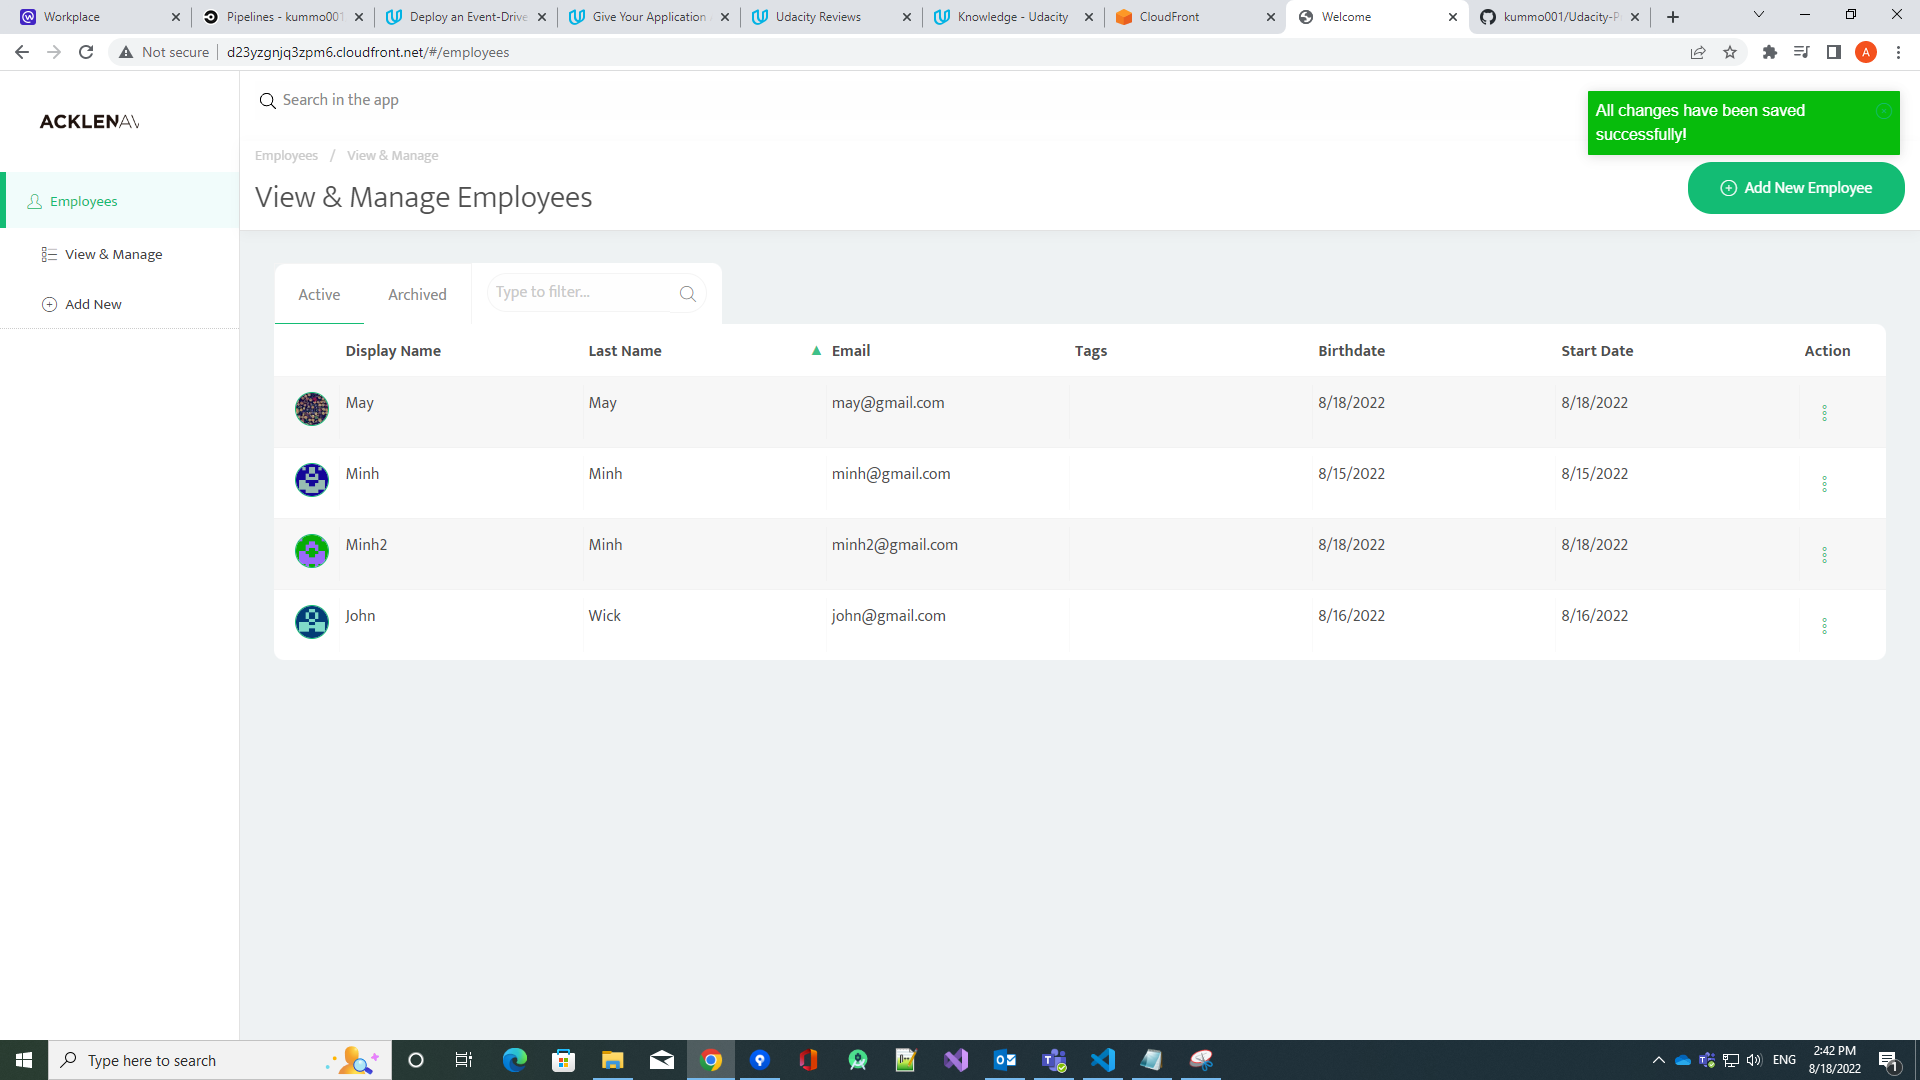 Workplace
Pipelines - kummo001
Deploy an Event-Drive
Give Your Application
Udacity Reviews
Knowledge - Udacity
CloudFront
Welcome
kummo001/Udacity-P
Not secure
d23yzgnjq3zpm6.cloudfront.net/#/employees
A
ACKLENAV
Search in the app
All changes have been saved
successfully!
Employees / View & Manage
View & Manage Employees
Add New Employee
Employees
View & Manage
Add New
Active
Archived
Type to filter...
Display Name Last Name ▲ Email Tags Birthdate Start Date Action
May May may@gmail.com 8/18/2022 8/18/2022
Minh Minh minh@gmail.com 8/15/2022 8/15/2022
Minh2 Minh minh2@gmail.com 8/18/2022 8/18/2022
John Wick john@gmail.com 8/16/2022 8/16/2022
Type here to search
ENG
2:42 PM
8/18/2022
1